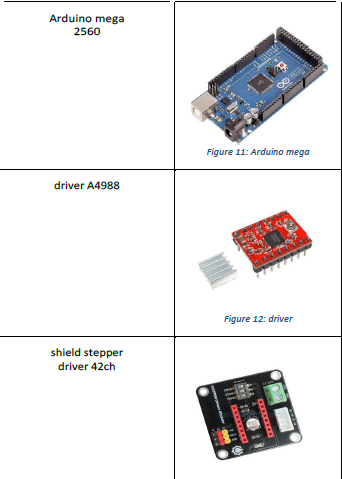 Arduino mega
2560
Figure 11: Arduino mega
driver A4988
Figure 12: driver
shield stepper
driver 42ch